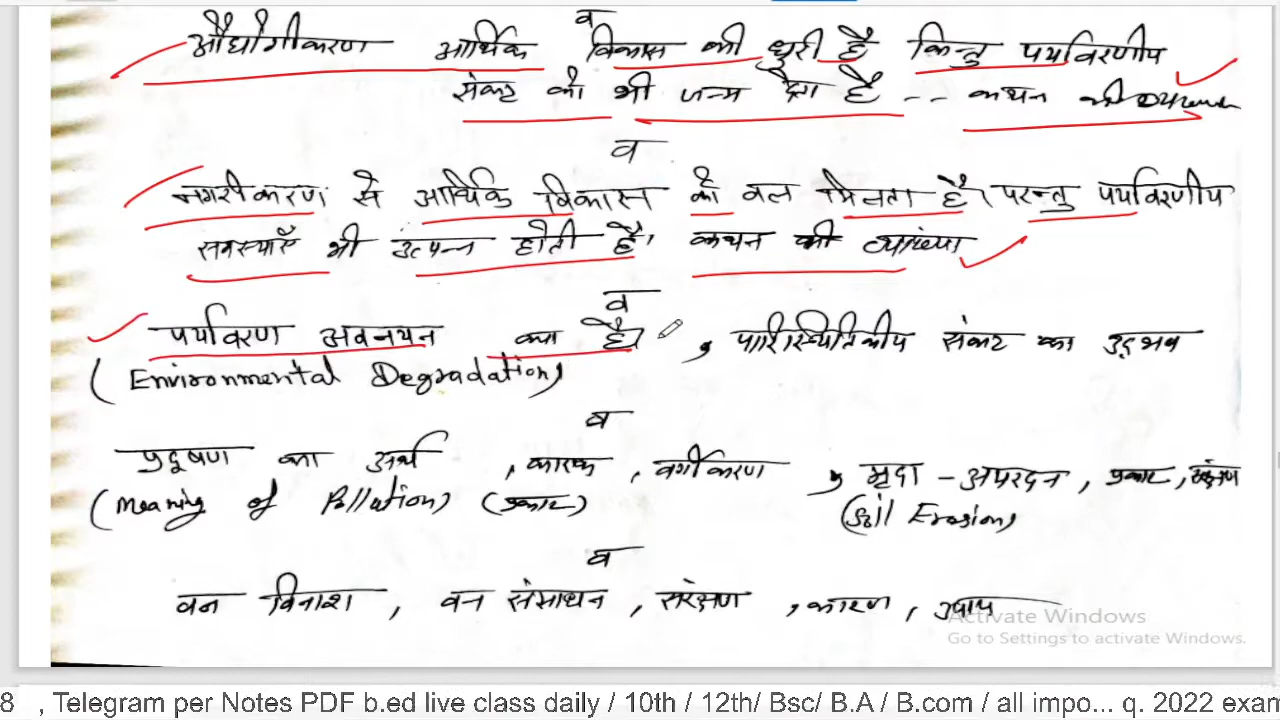 व
औद्योगीकरण आर्थिक विकास की धुरी है किन्तु पर्यावरणीय
संकट को भी जन्म देता है -- कथन की व्याख्या
व
नगरीकरण से आर्थिक विकास को बल मिलता है। परन्तु पर्यावरणीय
समस्याएँ भी उत्पन्न होती है। कथन की व्याख्या
व
पर्यावरण अवनयन क्या है। , पारिस्थितिकीय संकट का उद्भव
(Environmental Degradation)
व
प्रदूषण का अर्थ , कारक , वर्गीकरण , मृदा - अपरदन , प्रकार , संरक्षण
(Meaning of Pollution) (प्रकार) (Soil Erosion)
व
वन विनाश , वन संसाधन , संरक्षण , कारण , उपाय
Activate Windows
Go to Settings to activate Windows.
8 , Telegram per Notes PDF b.ed live class daily / 10th / 12th/ Bsc/ B.A / B.com / all impo... q. 2022 exan